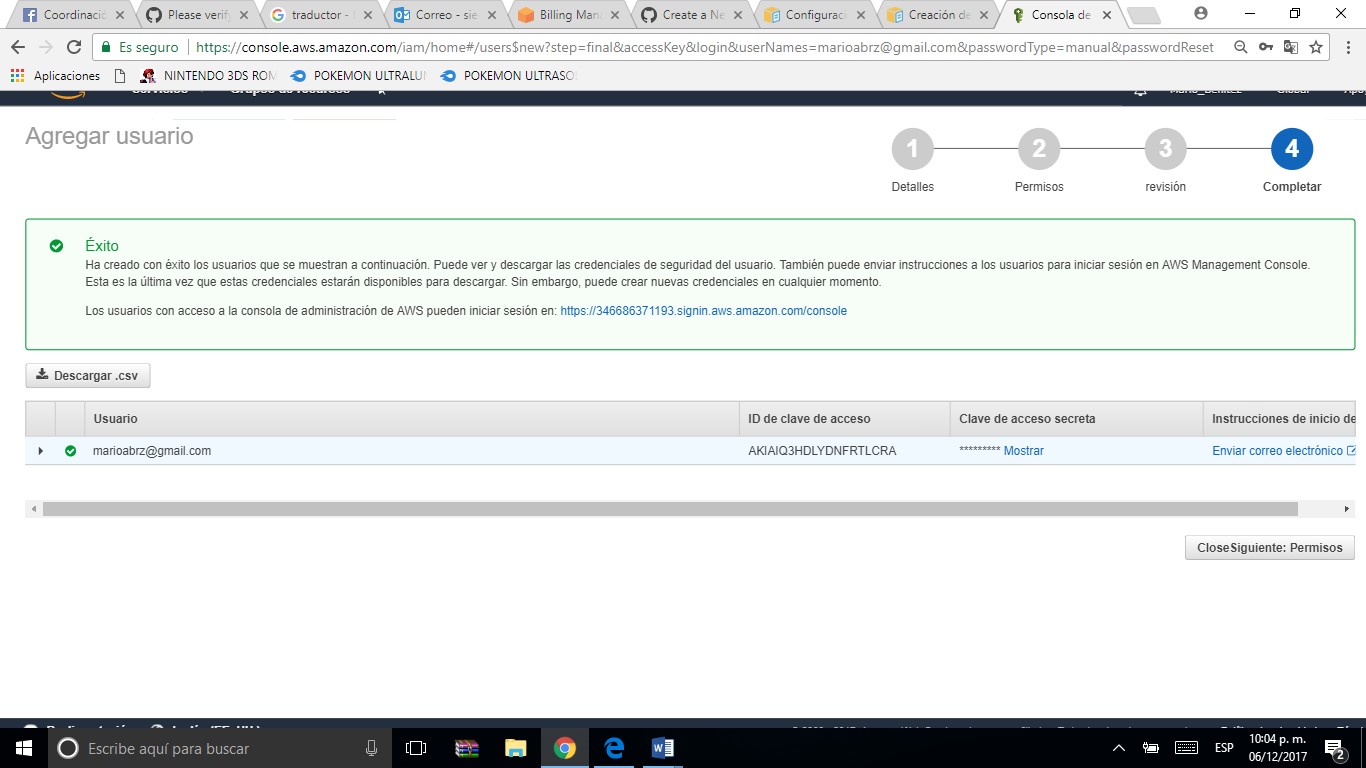 Coordinació
Please verify
traductor -
Correo - sie
Billing Man
Create a Ne
Configurac
Creación de
Consola de
Es seguro
https://console.aws.amazon.com/iam/home#/users$new?step=final&accessKey&login&userNames=marioabrz@gmail.com&passwordType=manual&passwordReset
Aplicaciones
NINTENDO 3DS ROM
POKEMON ULTRALU
POKEMON ULTRASO
Servicios
Grupos de recursos
Mario_Benitez
Global
Agregar usuario
1
2
3
4
Detalles
Permisos
revisión
Completar
Éxito
Ha creado con éxito los usuarios que se muestran a continuación. Puede ver y descargar las credenciales de seguridad del usuario. También puede enviar instrucciones a los usuarios para iniciar sesión en AWS Management Console.
Esta es la última vez que estas credenciales estarán disponibles para descargar. Sin embargo, puede crear nuevas credenciales en cualquier momento.
Los usuarios con acceso a la consola de administración de AWS pueden iniciar sesión en: https://346686371193.signin.aws.amazon.com/console
Descargar .csv
Usuario
ID de clave de acceso
Clave de acceso secreta
Instrucciones de inicio de
marioabrz@gmail.com
AKIAIQ3HDLYDNFRTLCRA
********* Mostrar
Enviar correo electrónico
CloseSiguiente: Permisos
Escribe aquí para buscar
ESP
10:04 p. m.
06/12/2017
2